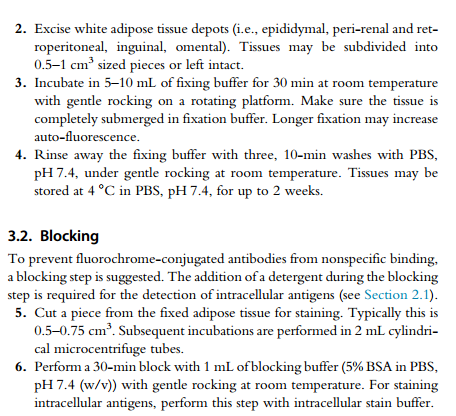 2. Excise white adipose tissue depots (i.e., epididymal, peri-renal and ret-
roperitoneal, inguinal, omental). Tissues may be subdivided into
0.5–1 cm³ sized pieces or left intact.
3. Incubate in 5–10 mL of fixing buffer for 30 min at room temperature
with gentle rocking on a rotating platform. Make sure the tissue is
completely submerged in fixation buffer. Longer fixation may increase
auto-fluorescence.
4. Rinse away the fixing buffer with three, 10-min washes with PBS,
pH 7.4, under gentle rocking at room temperature. Tissues may be
stored at 4 °C in PBS, pH 7.4, for up to 2 weeks.
3.2. Blocking
To prevent fluorochrome-conjugated antibodies from nonspecific binding,
a blocking step is suggested. The addition of a detergent during the blocking
step is required for the detection of intracellular antigens (see Section 2.1).
5. Cut a piece from the fixed adipose tissue for staining. Typically this is
0.5–0.75 cm³. Subsequent incubations are performed in 2 mL cylindri-
cal microcentrifuge tubes.
6. Perform a 30-min block with 1 mL of blocking buffer (5% BSA in PBS,
pH 7.4 (w/v)) with gentle rocking at room temperature. For staining
intracellular antigens, perform this step with intracellular stain buffer.